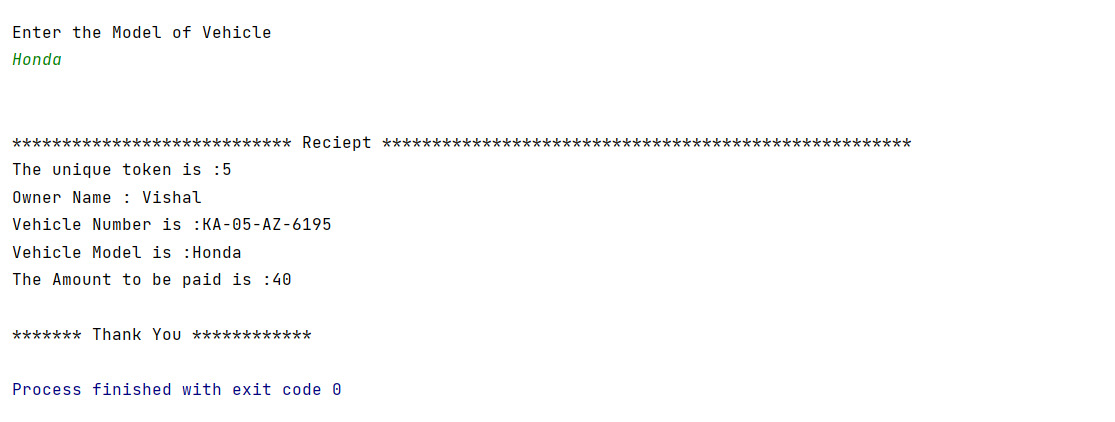 Enter the Model of Vehicle
Honda
**************************** Reciept *****************************************************
The unique token is :5
Owner Name : Vishal
Vehicle Number is :KA-05-AZ-6195
Vehicle Model is :Honda
The Amount to be paid is :40
******* Thank You ************
Process finished with exit code 0